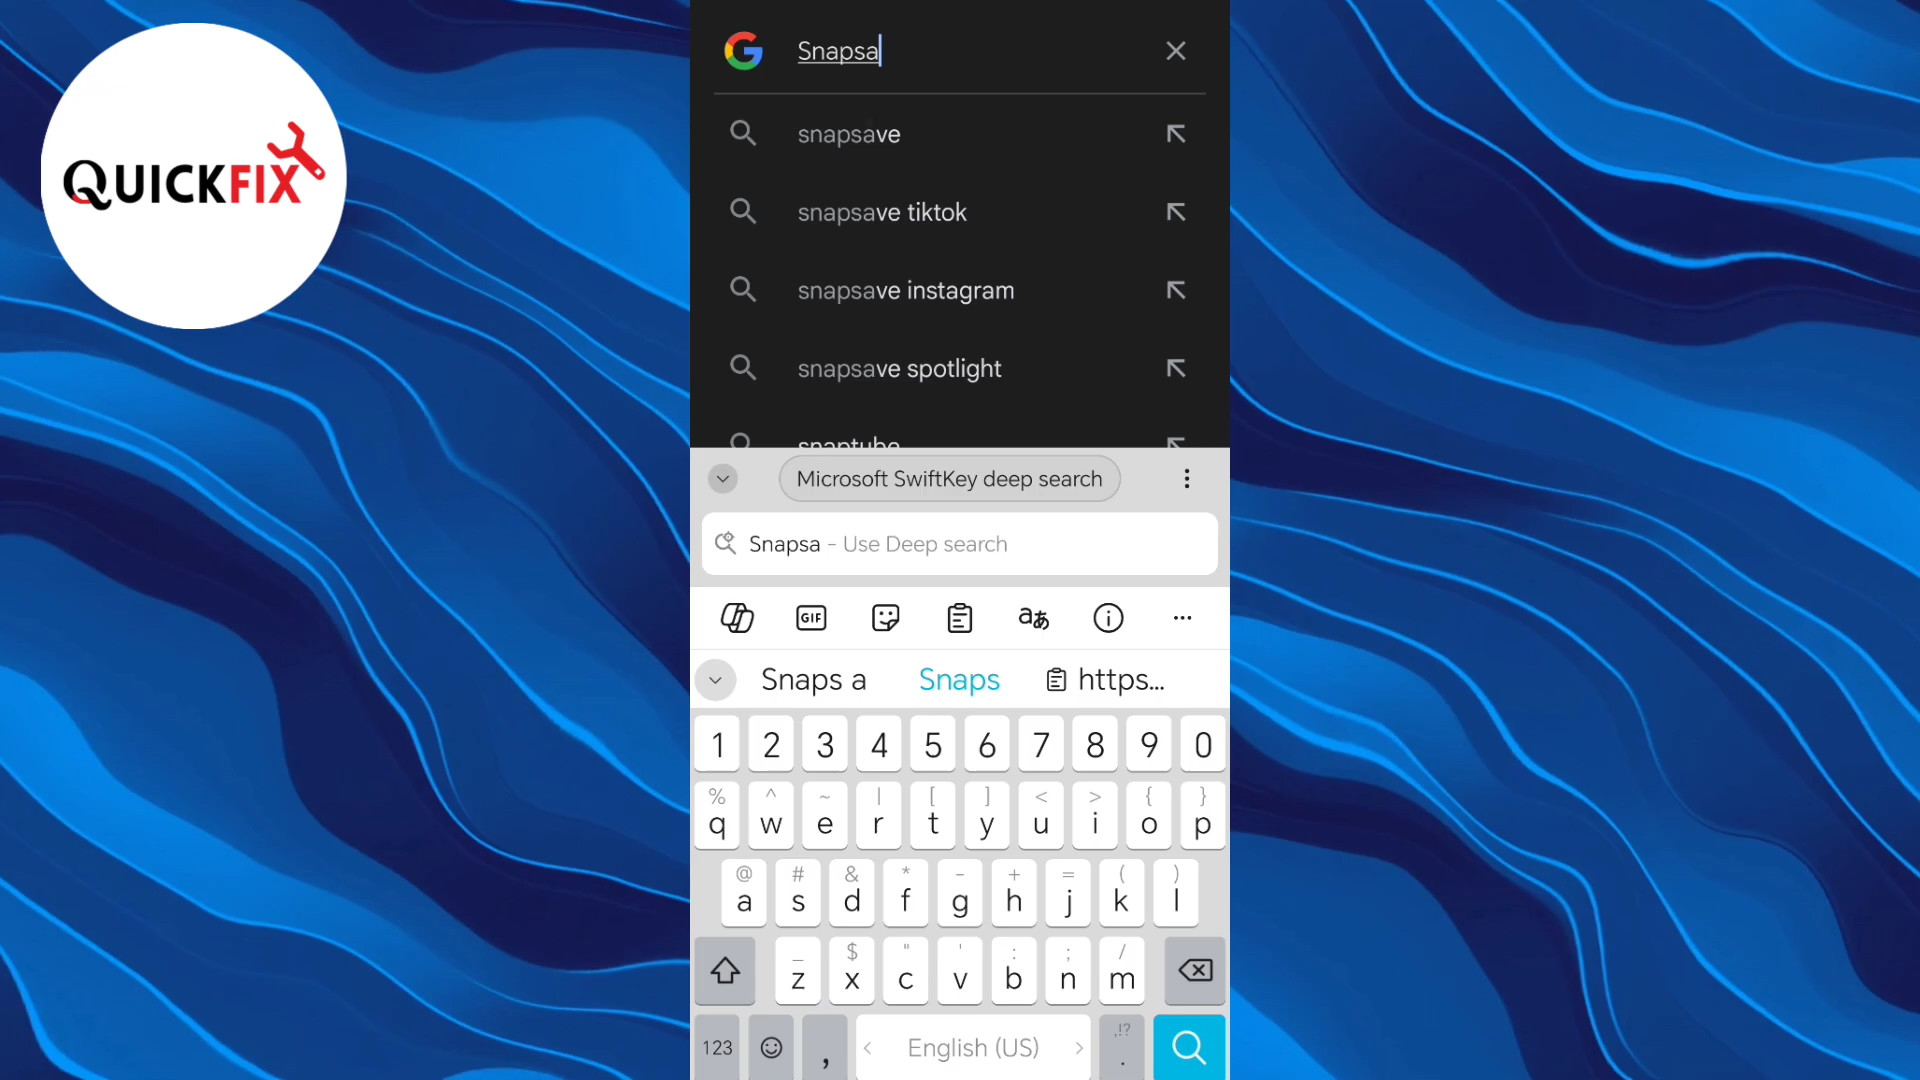 QUICKFIX
Snapsa
snapsave
snapsave tiktok
snapsave instagram
snapsave spotlight
snaptube
Microsoft SwiftKey deep search
Snapsa - Use Deep search
GIF
aあ
Snaps a Snaps https...
1 2 3 4 5 6 7 8 9 0
% ^ ~ | [ ] < > { }
q w e r t y u i o p
@ # & * - + = ( )
a s d f g h j k l
_ $ " ' : ; /
z x c v b n m
,!?
123 , English (US) .